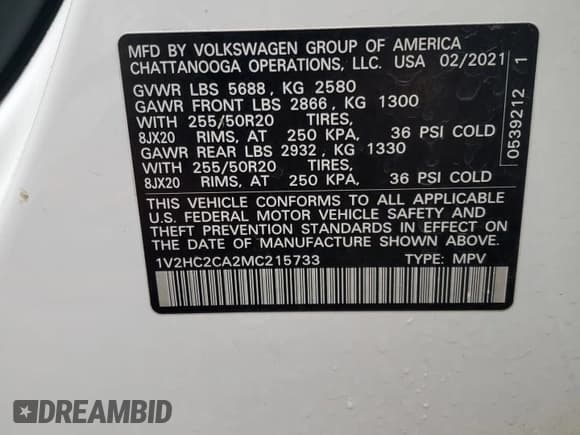 MFD BY VOLKSWAGEN GROUP OF AMERICA
CHATTANOOGA OPERATIONS, LLC. USA 02/2021
GVWR LBS 5688, KG 2580
GAWR FRONT LBS 2866, KG 1300
WITH 255/50R20 TIRES,
8JX20 RIMS, AT 250 KPA, 36 PSI COLD
GAWR REAR LBS 2932, KG 1330
WITH 255/50R20 TIRES,
8JX20 RIMS, AT 250 KPA, 36 PSI COLD
THIS VEHICLE CONFORMS TO ALL APPLICABLE
U.S. FEDERAL MOTOR VEHICLE SAFETY AND
THEFT PREVENTION STANDARDS IN EFFECT ON
THE DATE OF MANUFACTURE SHOWN ABOVE.
1V2HC2CA2MC215733 TYPE: MPV
0539212 1
DREAMBID